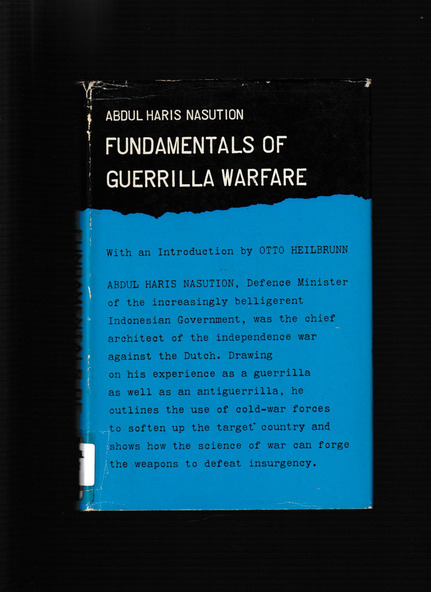 ABDUL HARIS NASUTION
FUNDAMENTALS OF
GUERRILLA WARFARE
With an Introduction by OTTO HEILBRUNN
ABDUL HARIS NASUTION, Defence Minister
of the increasingly belligerent
Indonesian Government, was the chief
architect of the independence war
against the Dutch. Drawing
on his experience as a guerrilla
as well as an antiguerrilla, he
outlines the use of cold-war forces
to soften up the target country and
shows how the science of war can forge
the weapons to defeat insurgency.